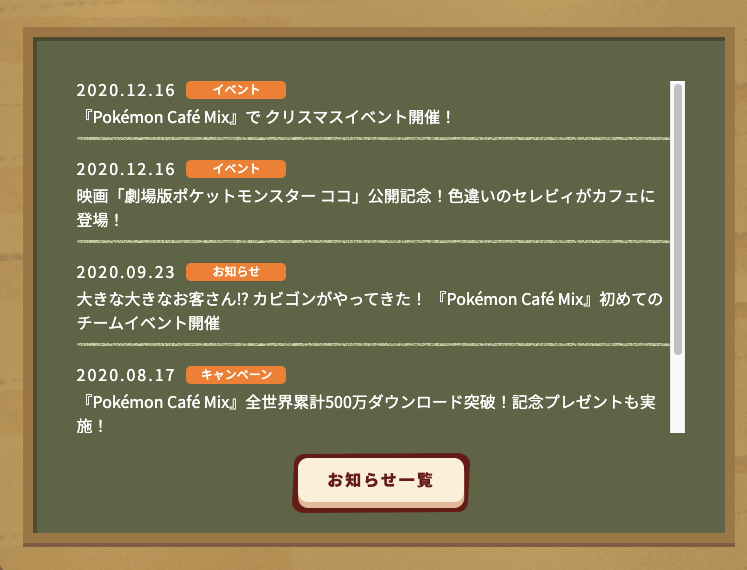 2020.12.16 イベント
『Pokémon Café Mix』で クリスマスイベント開催！
2020.12.16 イベント
映画「劇場版ポケットモンスター ココ」公開記念！色違いのセレビィがカフェに
登場！
2020.09.23 お知らせ
大きな大きなお客さん!? カビゴンがやってきた！ 『Pokémon Café Mix』初めての
チームイベント開催
2020.08.17 キャンペーン
『Pokémon Café Mix』全世界累計500万ダウンロード突破！記念プレゼントも実
施！
お知らせ一覧